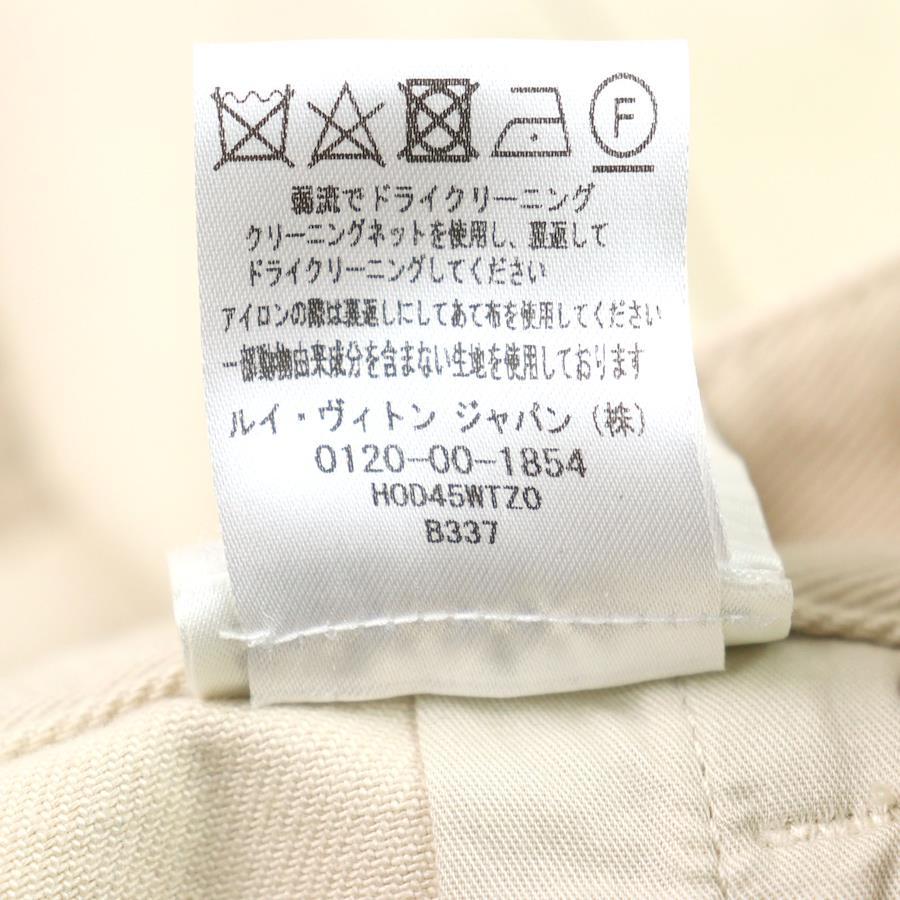 F
弱流でドライクリーニング
クリーニングネットを使用し、裏返して
ドライクリーニングしてください
アイロンの際は裏返しにしてあて布を使用してください
一部動物由来成分を含まない生地を使用しております
ルイ・ヴィトン ジャパン（株）
0120-00-1854
HOD45WTZO
B337